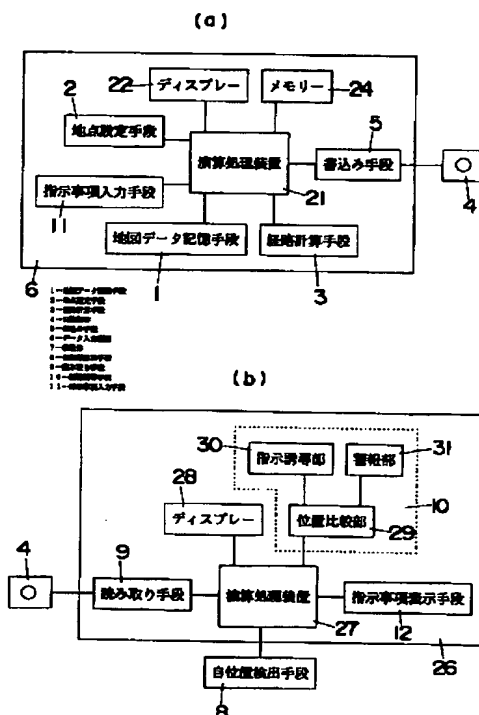 (a)
22
ディスプレー
メモリー
24
2
地点設定手段
5
演算処理装置
書込み手段
指示事項入力手段
21
4
11
地図データ記憶手段
経路計算手段
6
1
3
(b)
30
指示誘導部
警報部
31
28
ディスプレー
位置比較部
29
10
4
9
読み取り手段
演算処理装置
指示事項表示手段
27
12
26
自位置検出手段
8